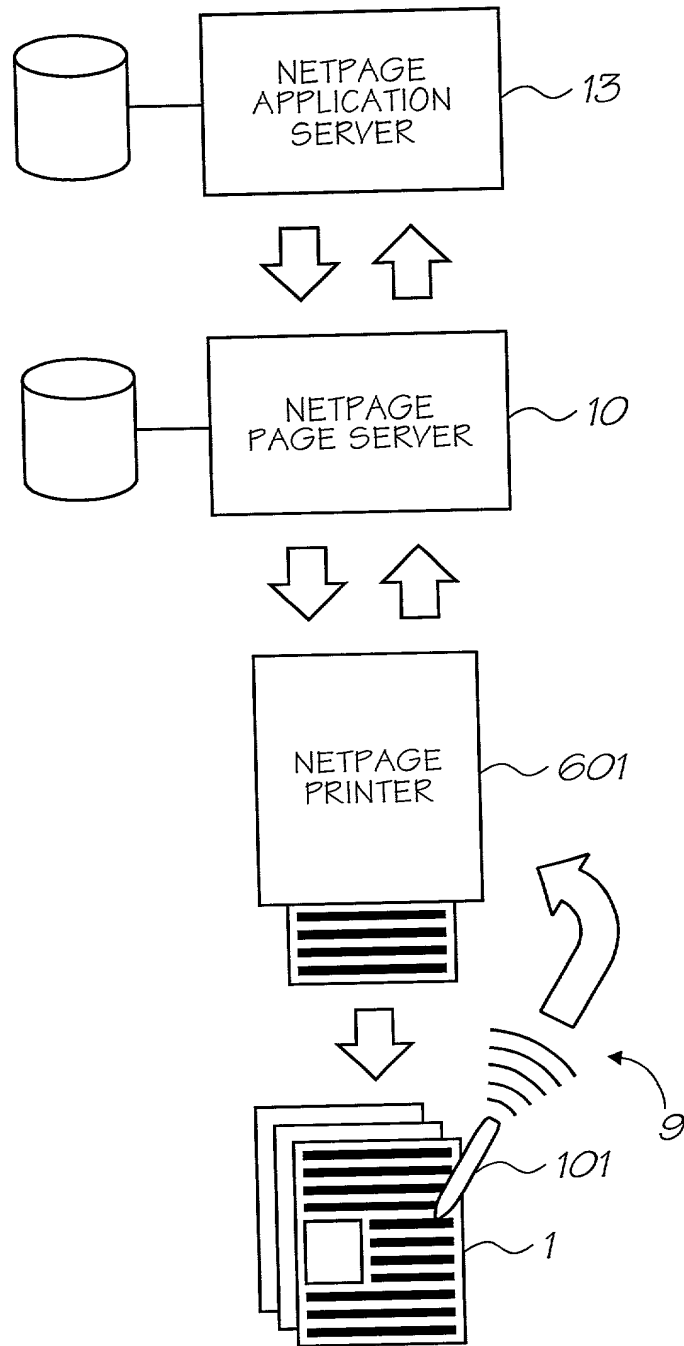 NETPAGE
APPLICATION
SERVER
13
NETPAGE
PAGE SERVER
10
NETPAGE
PRINTER
601
9
101
1